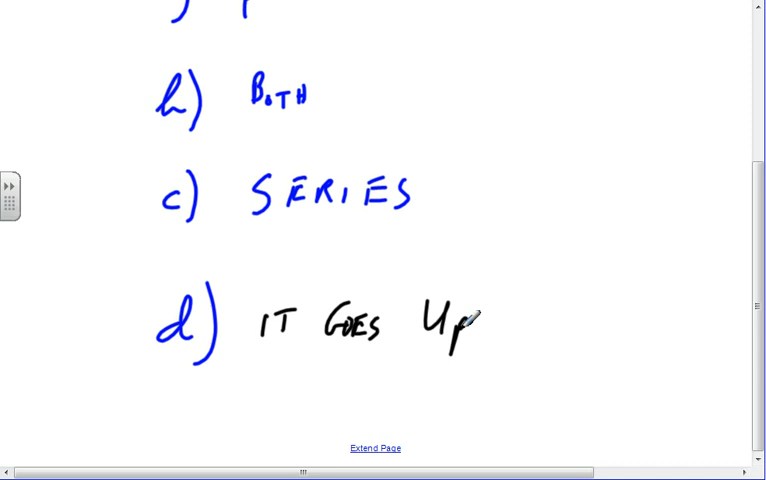 h) BOTH
c) SERIES
d) IT GOES UP
Extend Page